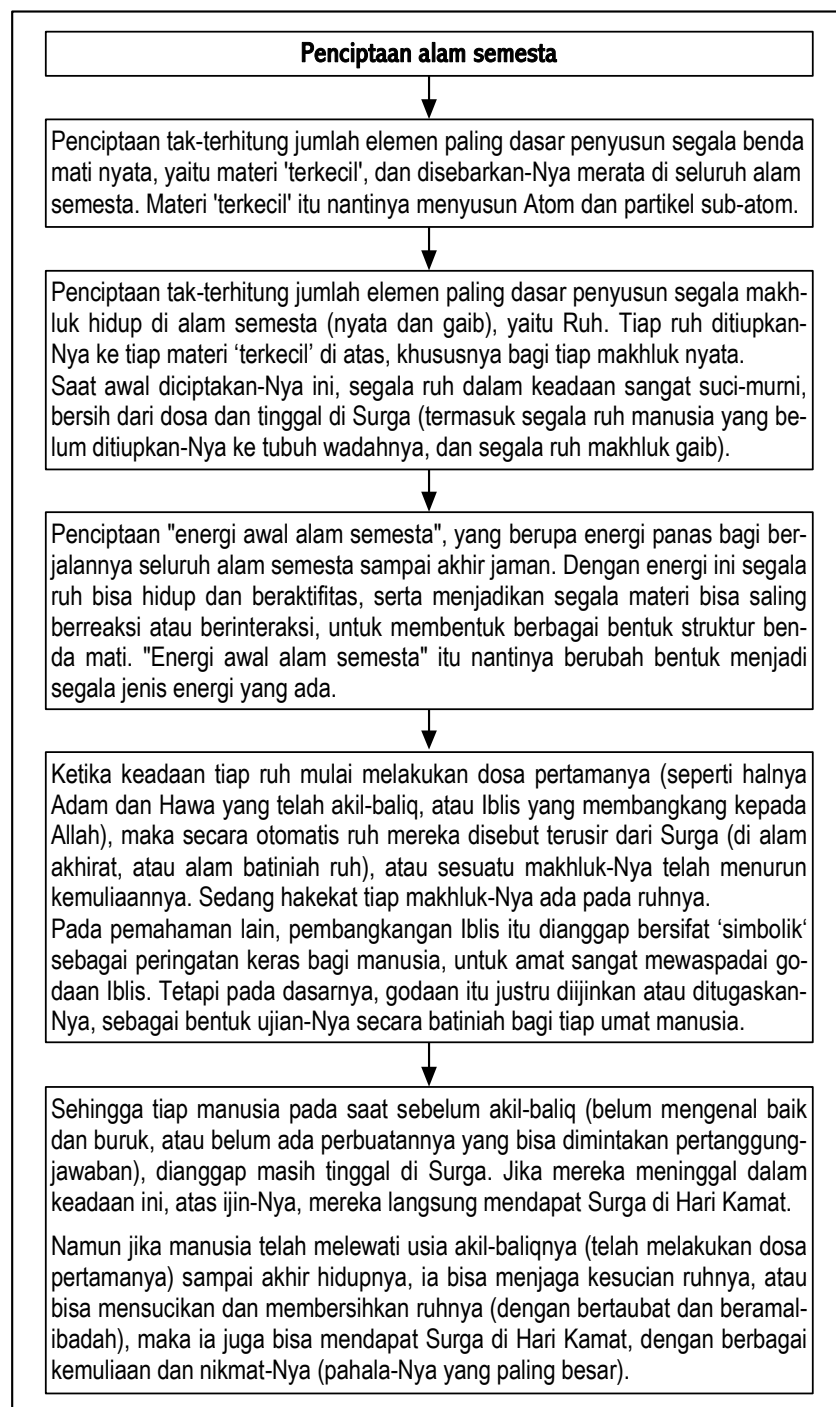 Penciptaan alam semesta
Penciptaan tak-terhitung jumlah elemen paling dasar penyusun segala benda
mati nyata, yaitu materi 'terkecil', dan disebarkan-Nya merata di seluruh alam
semesta. Materi 'terkecil' itu nantinya menyusun Atom dan partikel sub-atom.
Penciptaan tak-terhitung jumlah elemen paling dasar penyusun segala makh-
luk hidup di alam semesta (nyata dan gaib), yaitu Ruh. Tiap ruh ditiupkan-
Nya ke tiap materi ‘terkecil’ di atas, khususnya bagi tiap makhluk nyata.
Saat awal diciptakan-Nya ini, segala ruh dalam keadaan sangat suci-murni,
bersih dari dosa dan tinggal di Surga (termasuk segala ruh manusia yang be-
lum ditiupkan-Nya ke tubuh wadahnya, dan segala ruh makhluk gaib).
Penciptaan "energi awal alam semesta", yang berupa energi panas bagi ber-
jalannya seluruh alam semesta sampai akhir jaman. Dengan energi ini segala
ruh bisa hidup dan beraktifitas, serta menjadikan segala materi bisa saling
berreaksi atau berinteraksi, untuk membentuk berbagai bentuk struktur ben-
da mati. "Energi awal alam semesta" itu nantinya berubah bentuk menjadi
segala jenis energi yang ada.
Ketika keadaan tiap ruh mulai melakukan dosa pertamanya (seperti halnya
Adam dan Hawa yang telah akil-baliq, atau Iblis yang membangkang kepada
Allah), maka secara otomatis ruh mereka disebut terusir dari Surga (di alam
akhirat, atau alam batiniah ruh), atau sesuatu makhluk-Nya telah menurun
kemuliaannya. Sedang hakekat tiap makhluk-Nya ada pada ruhnya.
Pada pemahaman lain, pembangkangan Iblis itu dianggap bersifat ‘simbolik‘
sebagai peringatan keras bagi manusia, untuk amat sangat mewaspadai go-
daan Iblis. Tetapi pada dasarnya, godaan itu justru diijinkan atau ditugaskan-
Nya, sebagai bentuk ujian-Nya secara batiniah bagi tiap umat manusia.
Sehingga tiap manusia pada saat sebelum akil-baliq (belum mengenal baik
dan buruk, atau belum ada perbuatannya yang bisa dimintakan pertanggung-
jawaban), dianggap masih tinggal di Surga. Jika mereka meninggal dalam
keadaan ini, atas ijin-Nya, mereka langsung mendapat Surga di Hari Kamat.
Namun jika manusia telah melewati usia akil-baliqnya (telah melakukan dosa
pertamanya) sampai akhir hidupnya, ia bisa menjaga kesucian ruhnya, atau
bisa mensucikan dan membersihkan ruhnya (dengan bertaubat dan beramal-
ibadah), maka ia juga bisa mendapat Surga di Hari Kamat, dengan berbagai
kemuliaan dan nikmat-Nya (pahala-Nya yang paling besar).